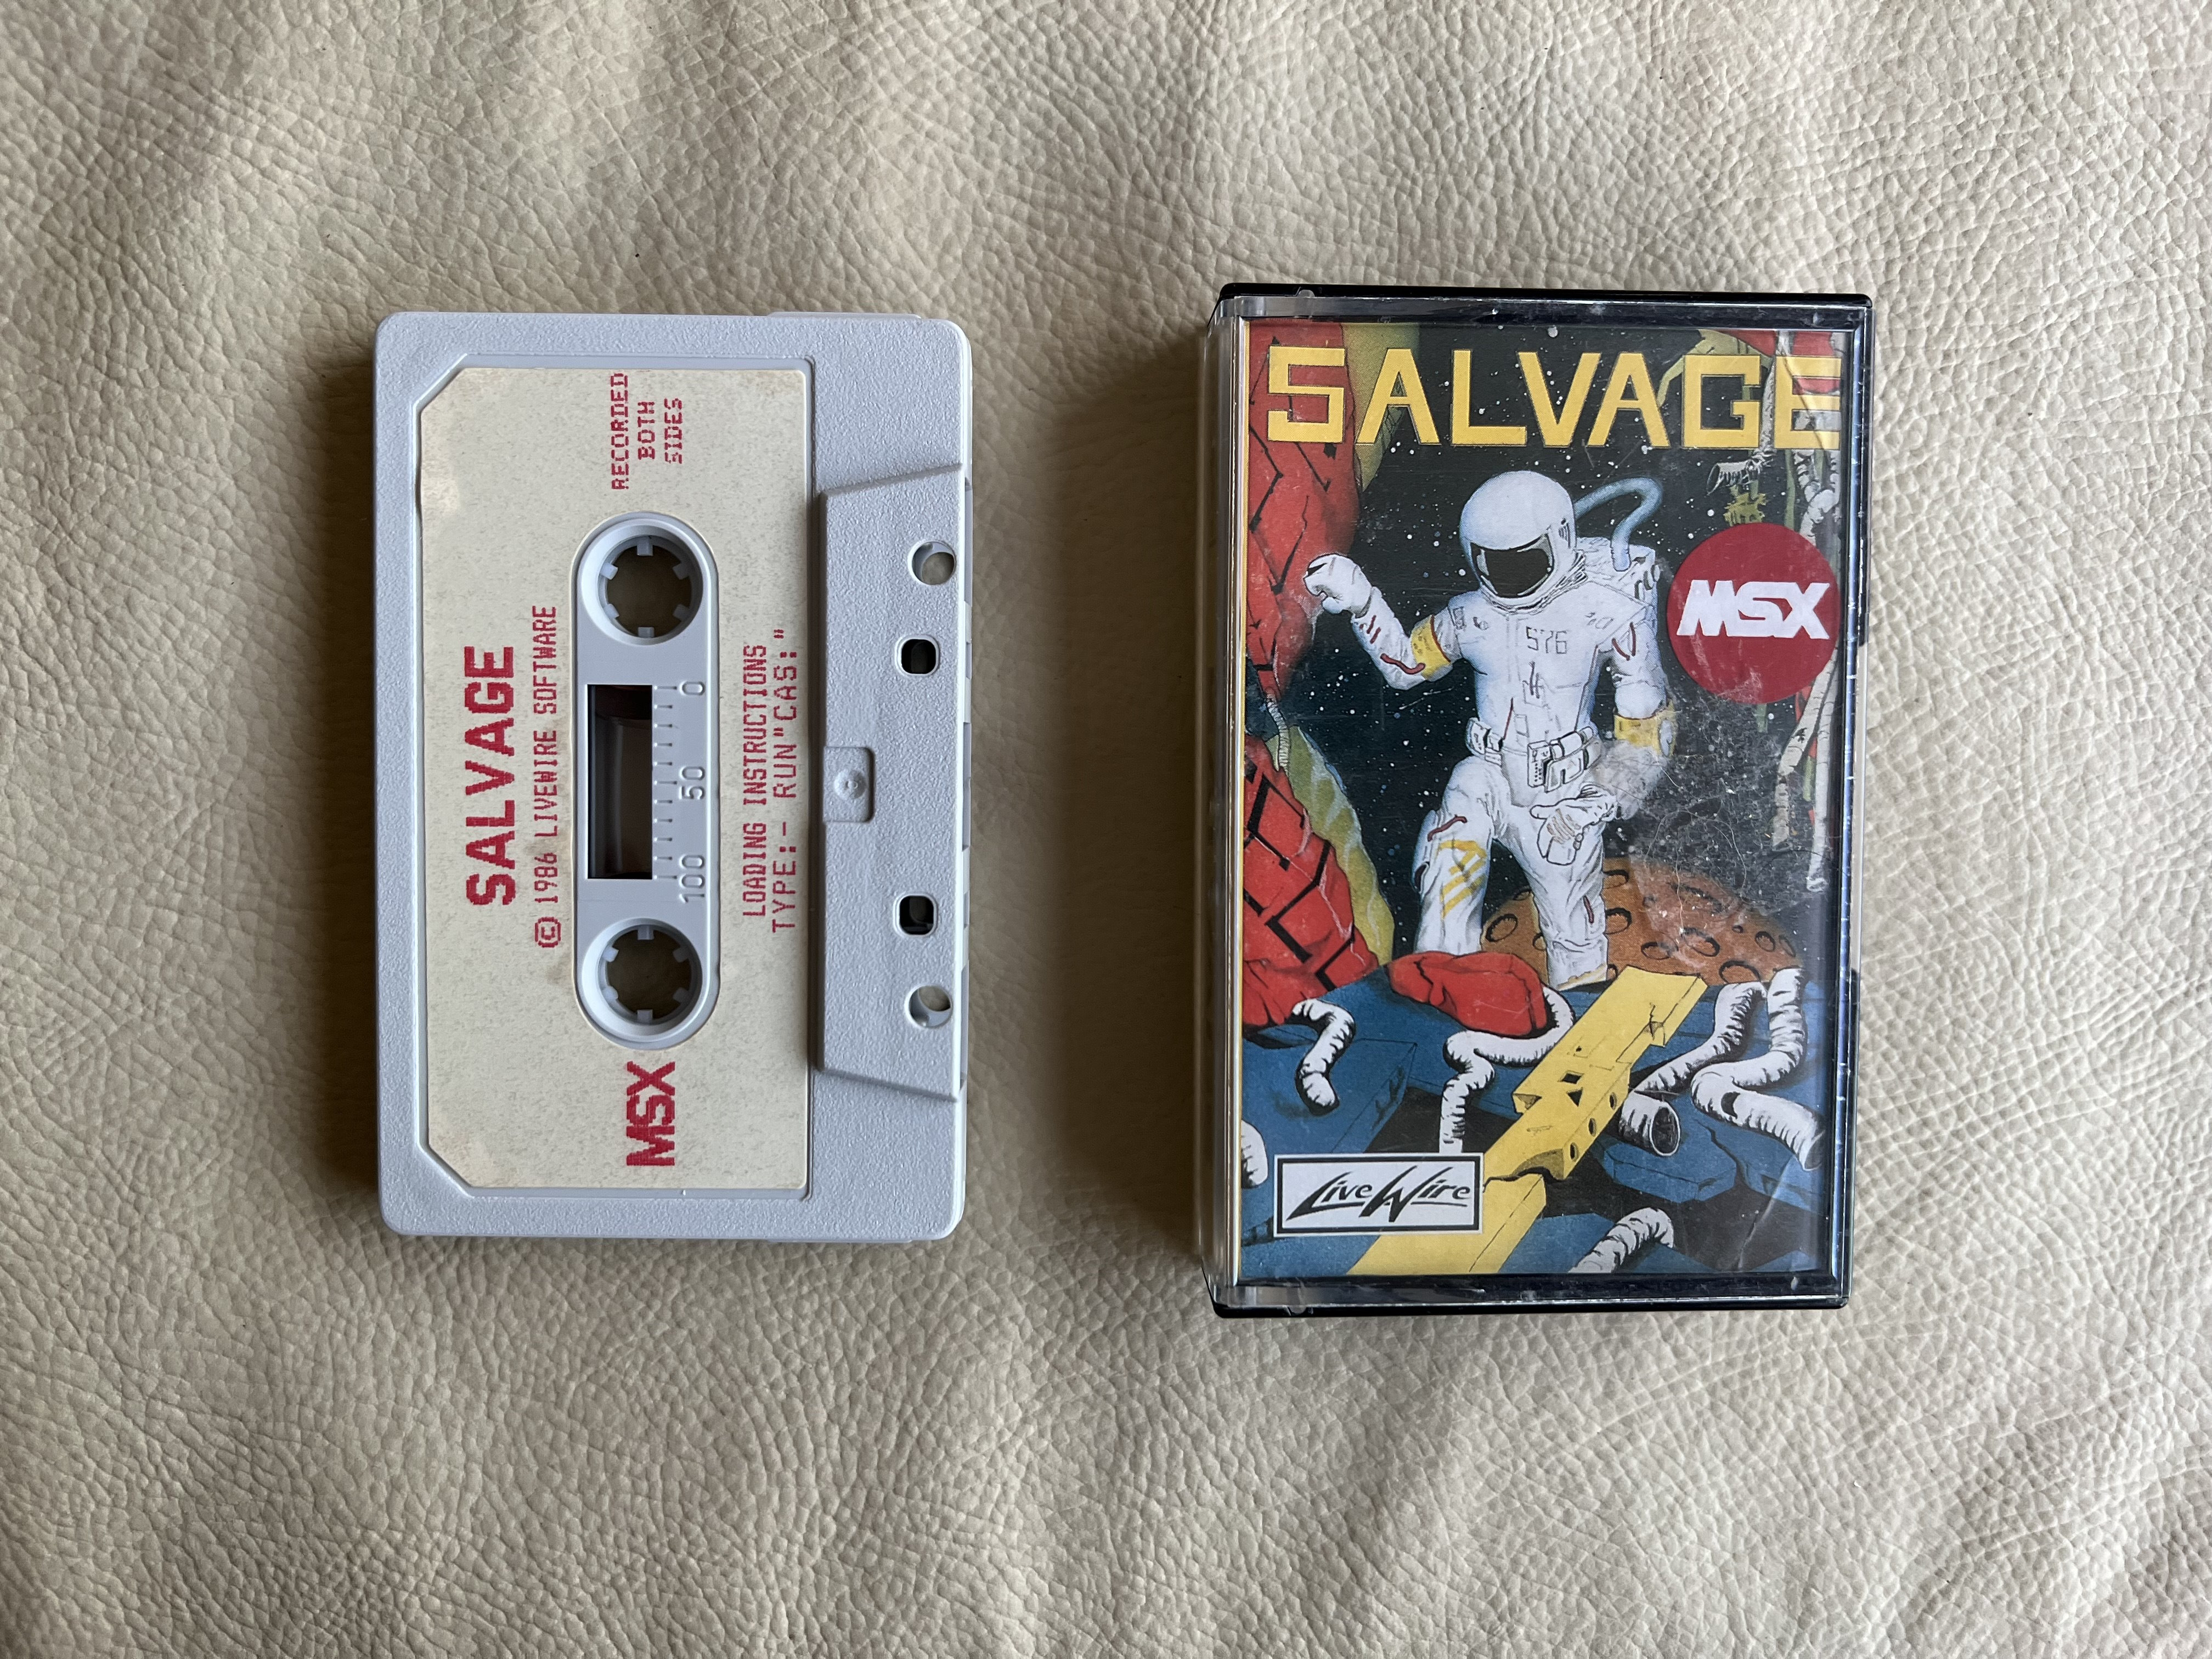 SALVAGE
© 1986 LIVEWIRE SOFTWARE
MSX
RECORDED
BOTH
SIDES
100 50 0
LOADING INSTRUCTIONS
TYPE:- RUN"CAS:"
SALVAGE
576
MSX
LiveWire